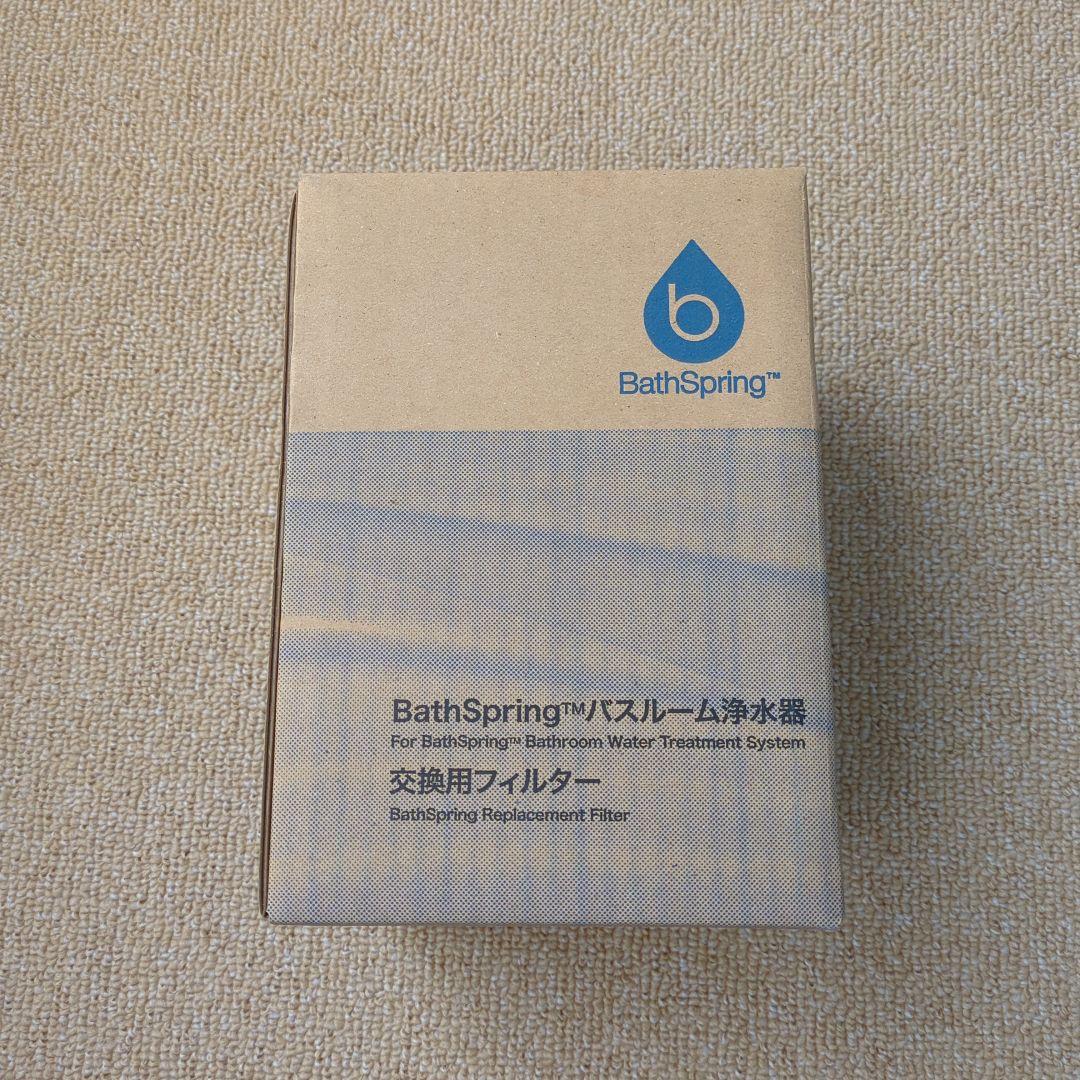 b
BathSpring™
BathSpring™バスルーム浄水器
For BathSpring™ Bathroom Water Treatment System
交換用フィルター
BathSpring Replacement Filter